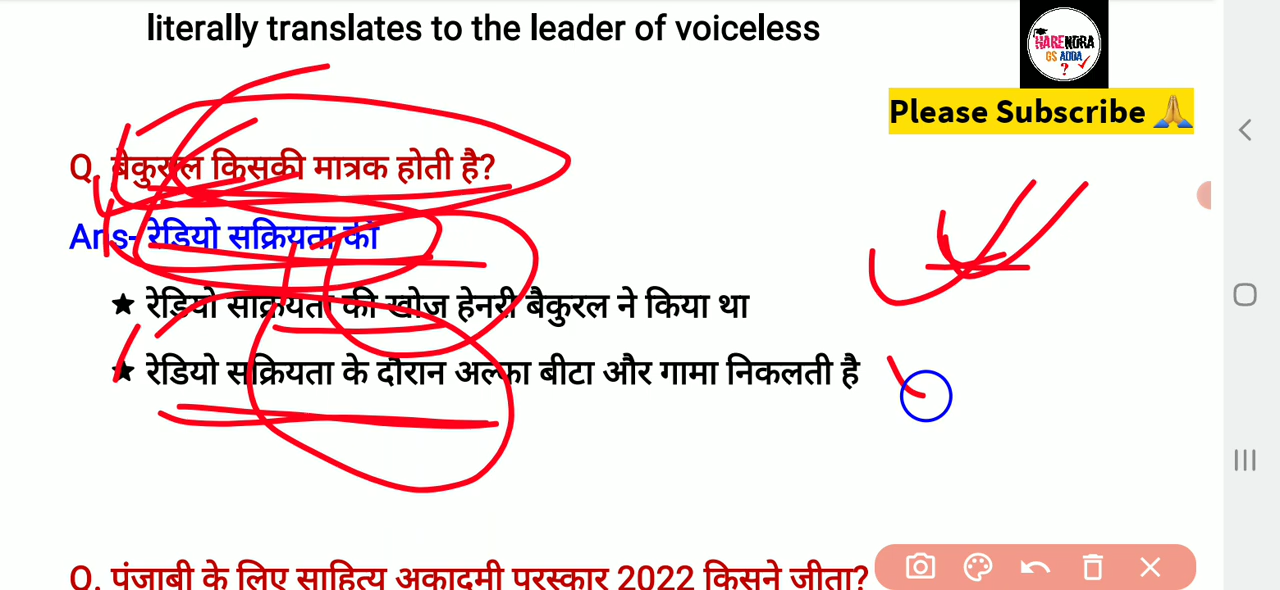 literally translates to the leader of voiceless
HARENDRA
GS ADDA
?
Please Subscribe 🙏
Q. बेकुरल किसकी मात्रक होती है?
Ans- रेडियो सक्रियता की
★ रेडियो सक्रियता की खोज हेनरी बैकुरल ने किया था
★ रेडियो सक्रियता के दौरान अल्फा बीटा और गामा निकलती है
Q. पंजाबी के लिए साहित्य अकादमी पुरस्कार 2022 किसने जीता?